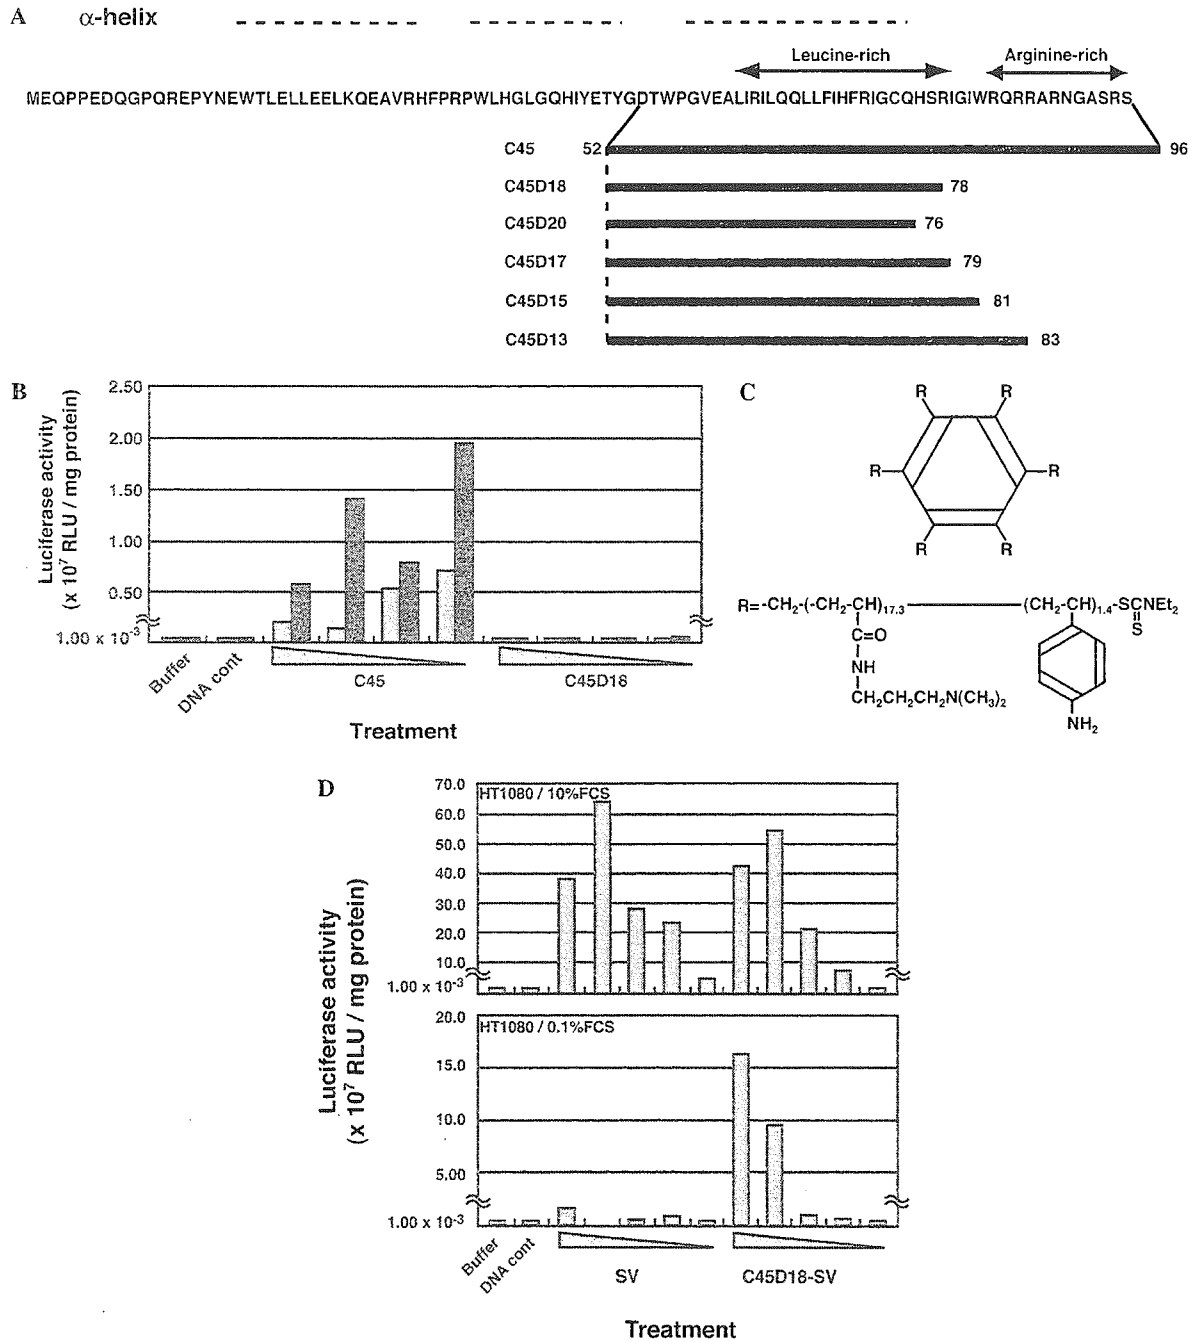 A
α-helix
Leucine-rich
Arginine-rich
MEQPPEDQGPQREPYNEWTLELLEELKQEAVRHFPRPWLHGLGQHIYETYGDTWPGVEALIRILQQLLFIHFRIGCQHSRIGIWRQRRARNGASRS
C45 52 96
C45D18 78
C45D20 76
C45D17 79
C45D15 81
C45D13 83
B
Luciferase activity
(x 10⁷ RLU / mg protein)
2.50
2.00
1.50
1.00
0.50
1.00 x 10⁻³
Buffer
DNA cont
C45
C45D18
Treatment
C
R
R
R
R
R
R
R=-CH₂-(-CH₂-CH)₁₇.₃ (CH₂-CH)₁.₄-SCNEt₂
C=O
S
NH
CH₂CH₂CH₂N(CH₃)₂
NH₂
D
Luciferase activity
(x 10⁷ RLU / mg protein)
HT1080 / 10%FCS
70.0
60.0
50.0
40.0
30.0
20.0
10.0
1.00 x 10⁻³
HT1080 / 0.1%FCS
20.0
15.0
10.0
5.00
1.00 x 10⁻³
Buffer
DNA cont
SV
C45D18-SV
Treatment